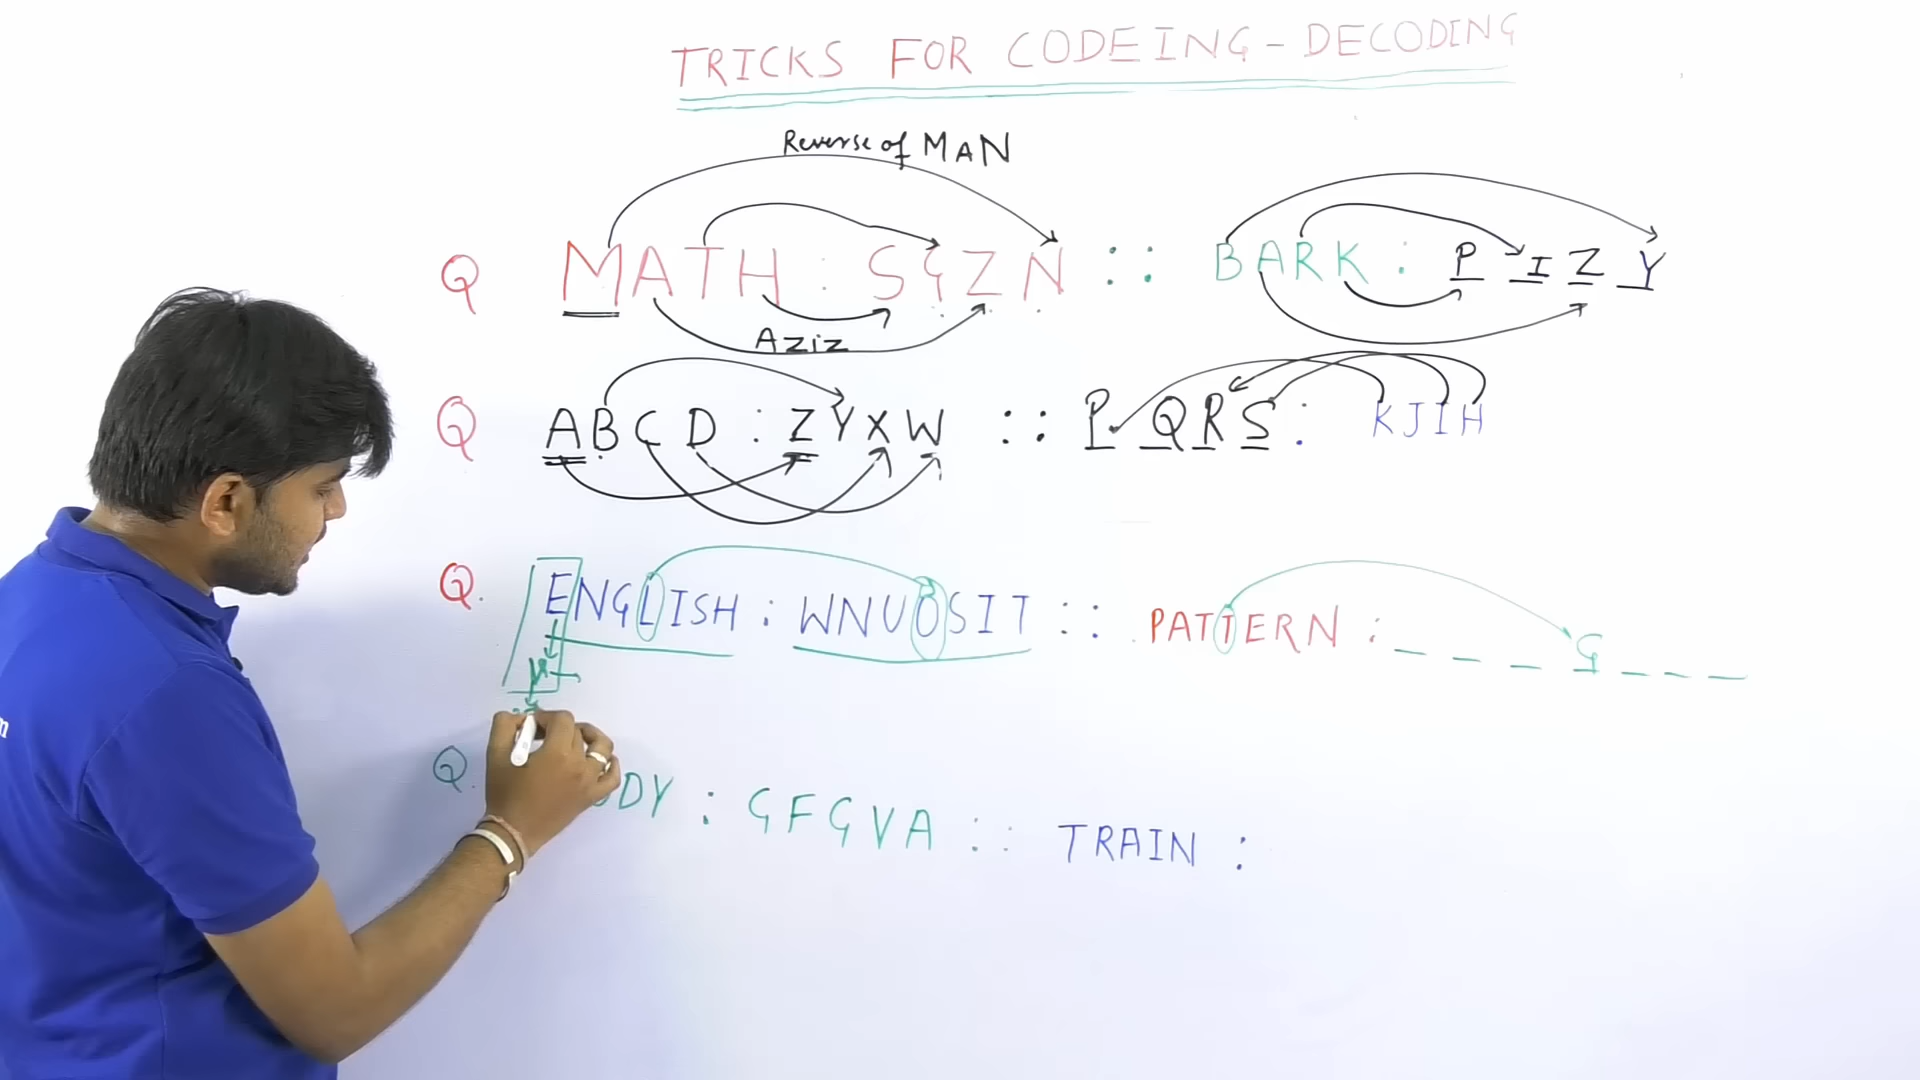 TRICKS FOR CODEING - DECODING
Reverse of MAN
Q MATH : SGZN :: BARK : P I Z Y
AZiZ
Q ABCD : ZYXW :: PQRS : KJIH
Q. ENGLISH : WNUOSIT :: PATTERN : _ _ _ G _ _ _
Q. DY : GFGVA :: TRAIN :